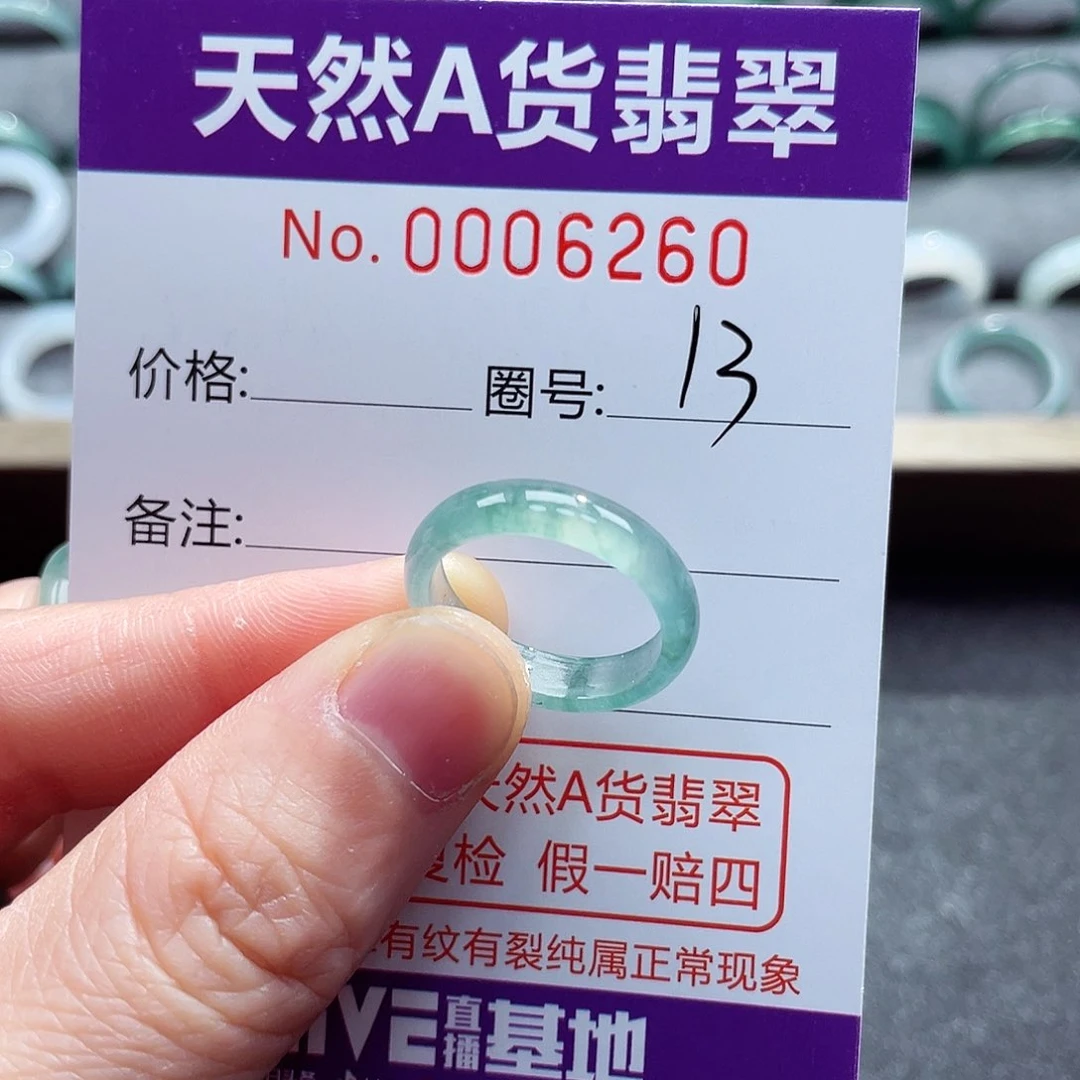 天然A货翡翠
No. 0006260
价格: 圈号: 13
备注:
然A货翡翠
复检 假一赔四
有纹有裂纯属正常现象
直播基地